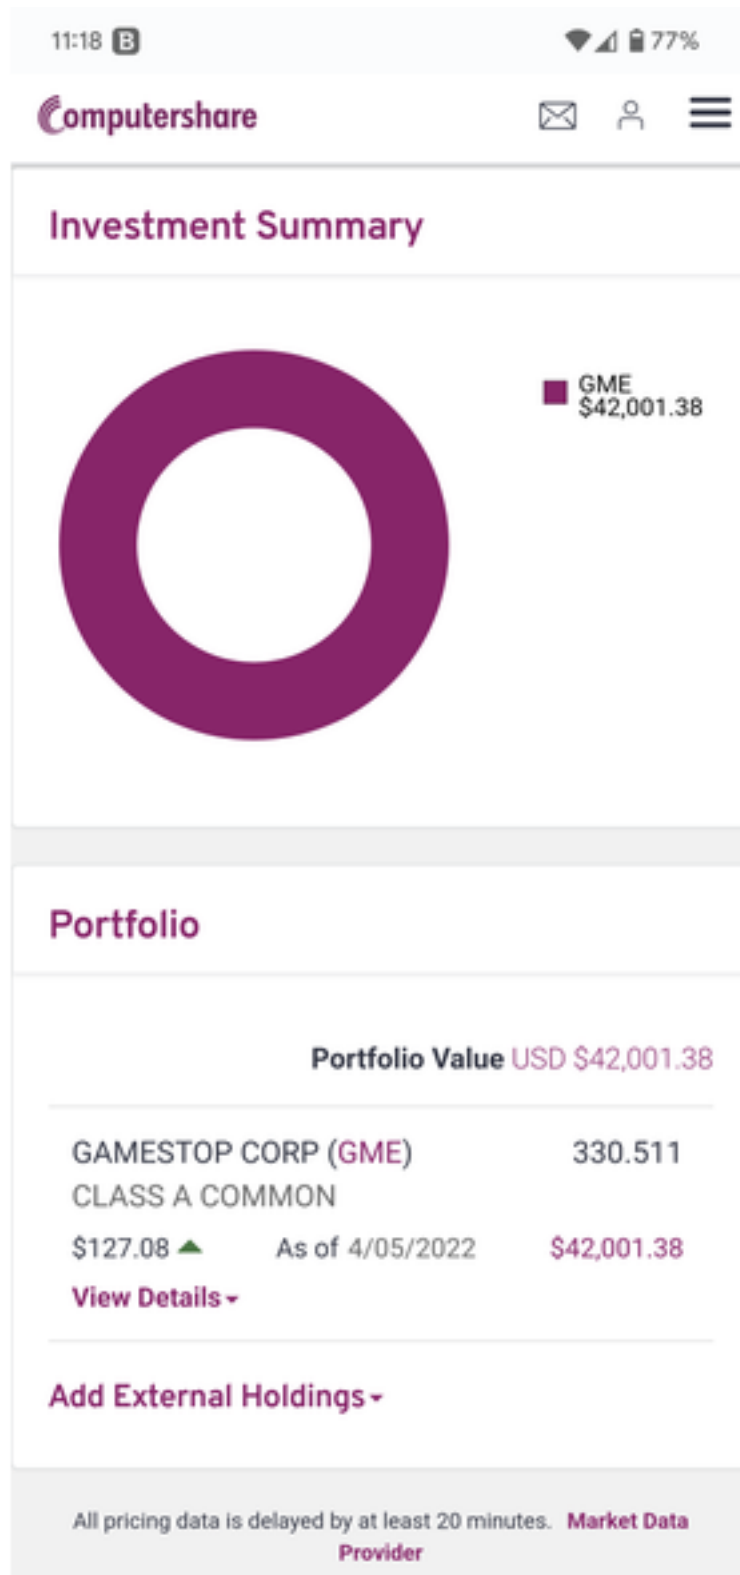 11:18 B 77%
Computershare
Investment Summary
GME
$42,001.38
Portfolio
Portfolio Value USD $42,001.38
GAMESTOP CORP (GME) 330.511
CLASS A COMMON
$127.08 As of 4/05/2022 $42,001.38
View Details
Add External Holdings
All pricing data is delayed by at least 20 minutes. Market Data
Provider